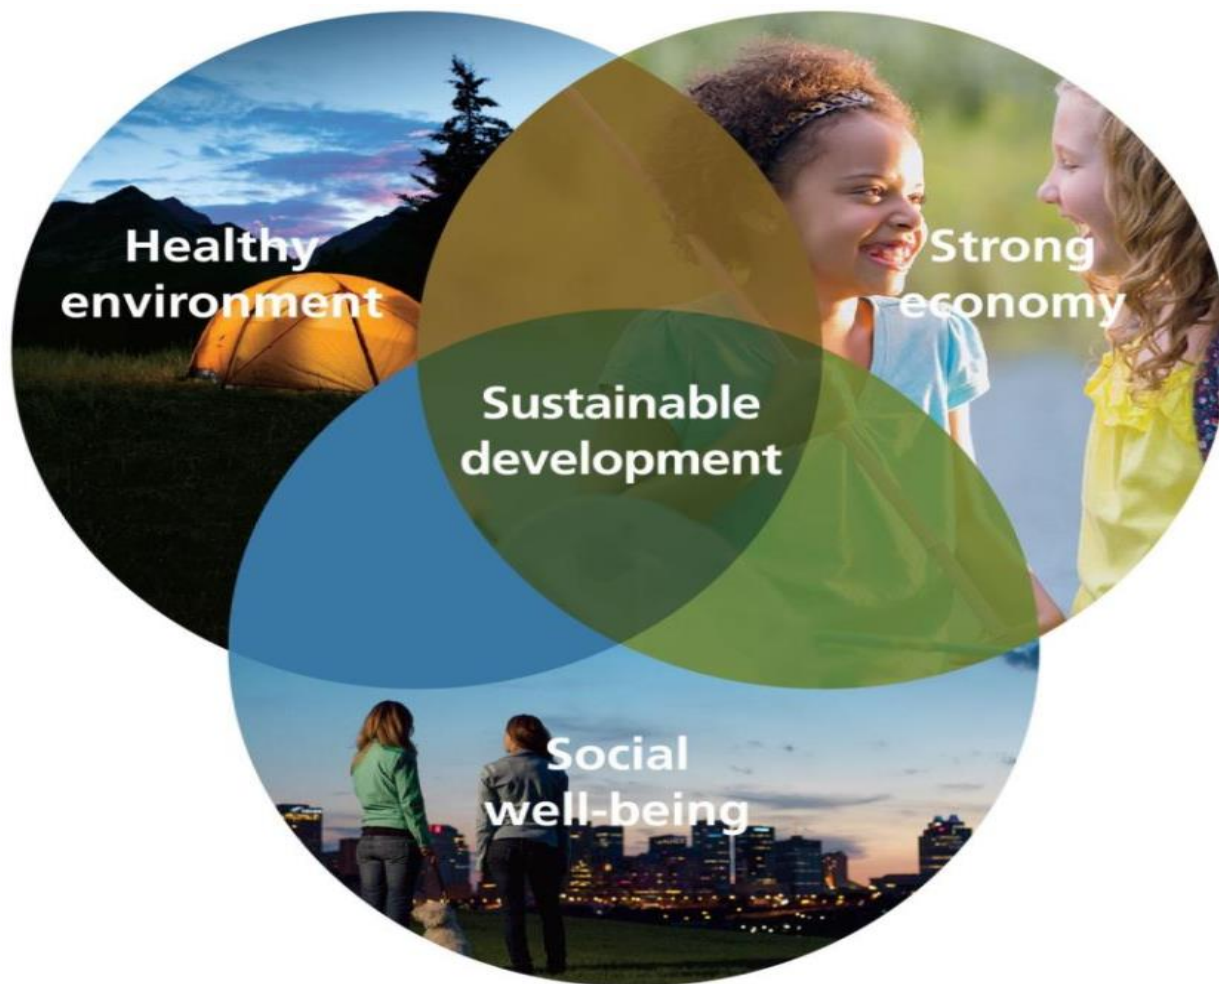 Healthy
environment
Strong
economy
Sustainable
development
Social
well-being